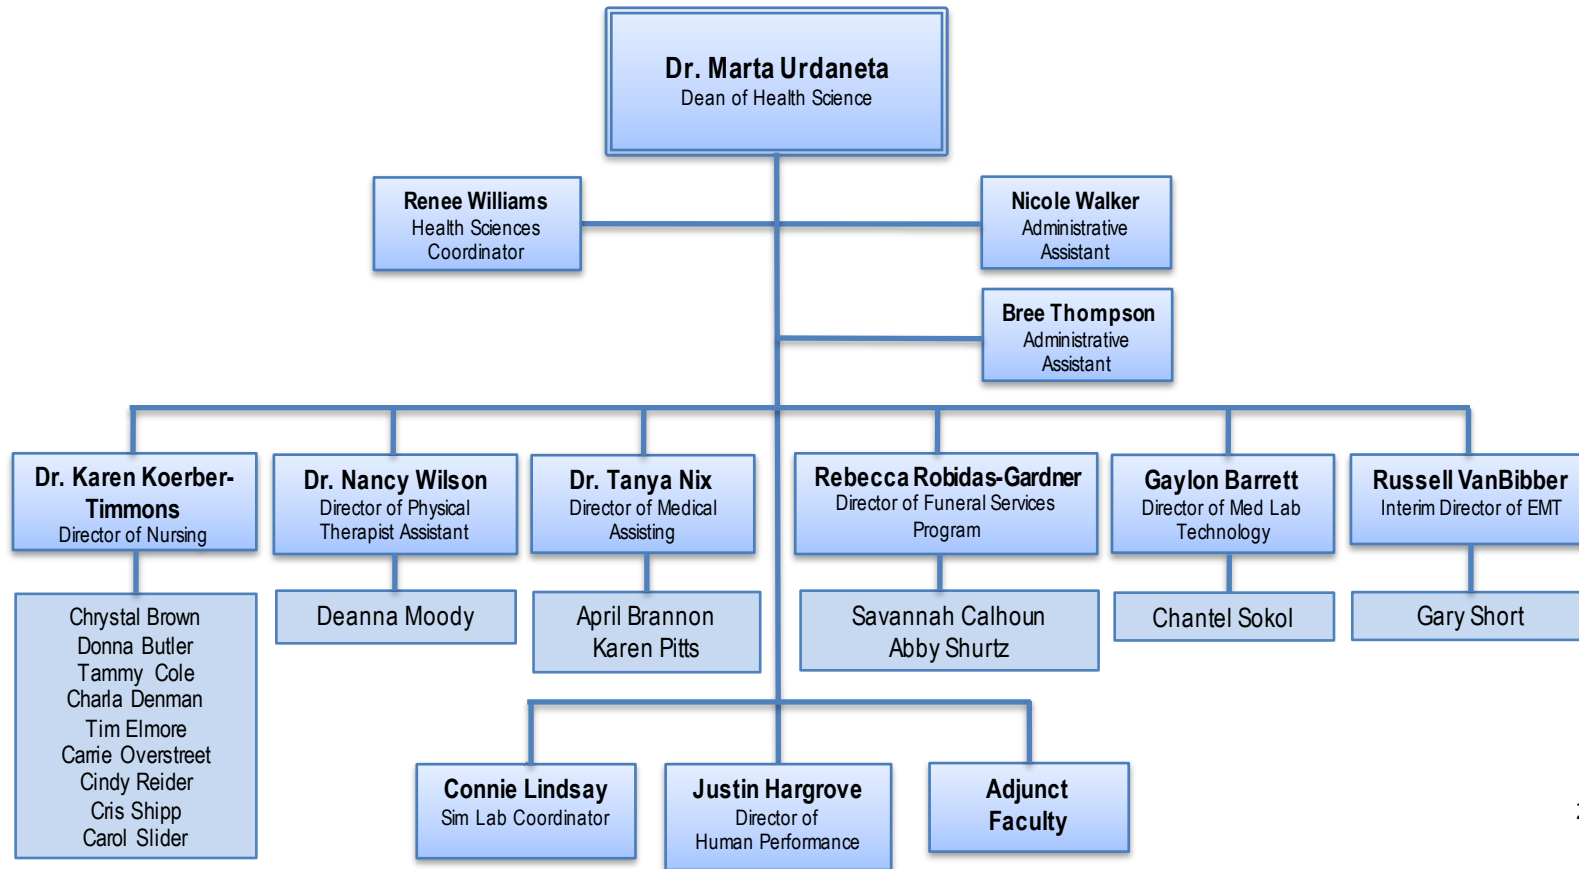 Dr. Marta Urdaneta
Dean of Health Science
Renee Williams
Health Sciences
Coordinator
Nicole Walker
Administrative
Assistant
Bree Thompson
Administrative
Assistant
Dr. Karen Koerber-
Timmons
Director of Nursing
Dr. Nancy Wilson
Director of Physical
Therapist Assistant
Dr. Tanya Nix
Director of Medical
Assisting
Rebecca Robidas-Gardner
Director of Funeral Services
Program
Gaylon Barrett
Director of Med Lab
Technology
Russell VanBibber
Interim Director of EMT
Chrystal Brown
Donna Butler
Tammy Cole
Charla Denman
Tim Elmore
Carrie Overstreet
Cindy Reider
Cris Shipp
Carol Slider
Deanna Moody
April Brannon
Karen Pitts
Savannah Calhoun
Abby Shurtz
Chantel Sokol
Gary Short
Connie Lindsay
Sim Lab Coordinator
Justin Hargrove
Director of
Human Performance
Adjunct
Faculty
2